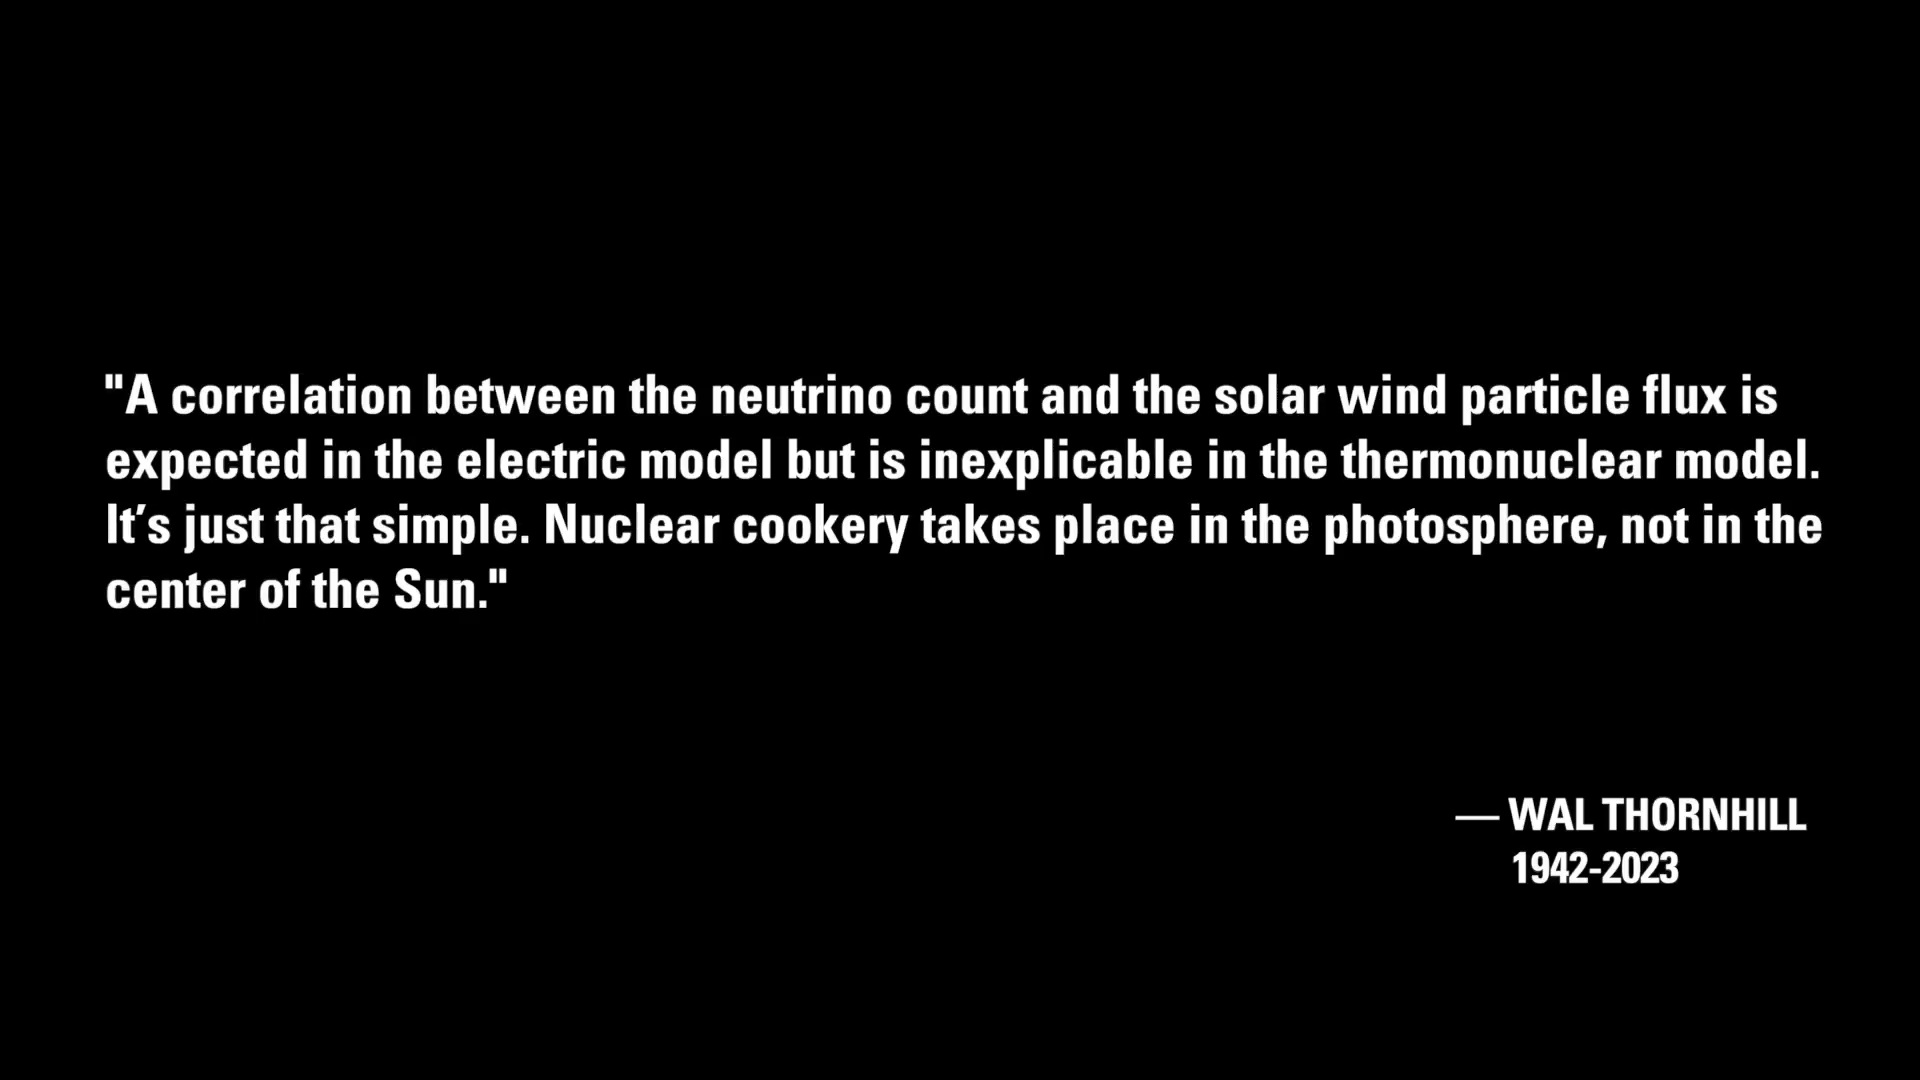 "A correlation between the neutrino count and the solar wind particle flux is
expected in the electric model but is inexplicable in the thermonuclear model.
It’s just that simple. Nuclear cookery takes place in the photosphere, not in the
center of the Sun."
— WAL THORNHILL
1942-2023